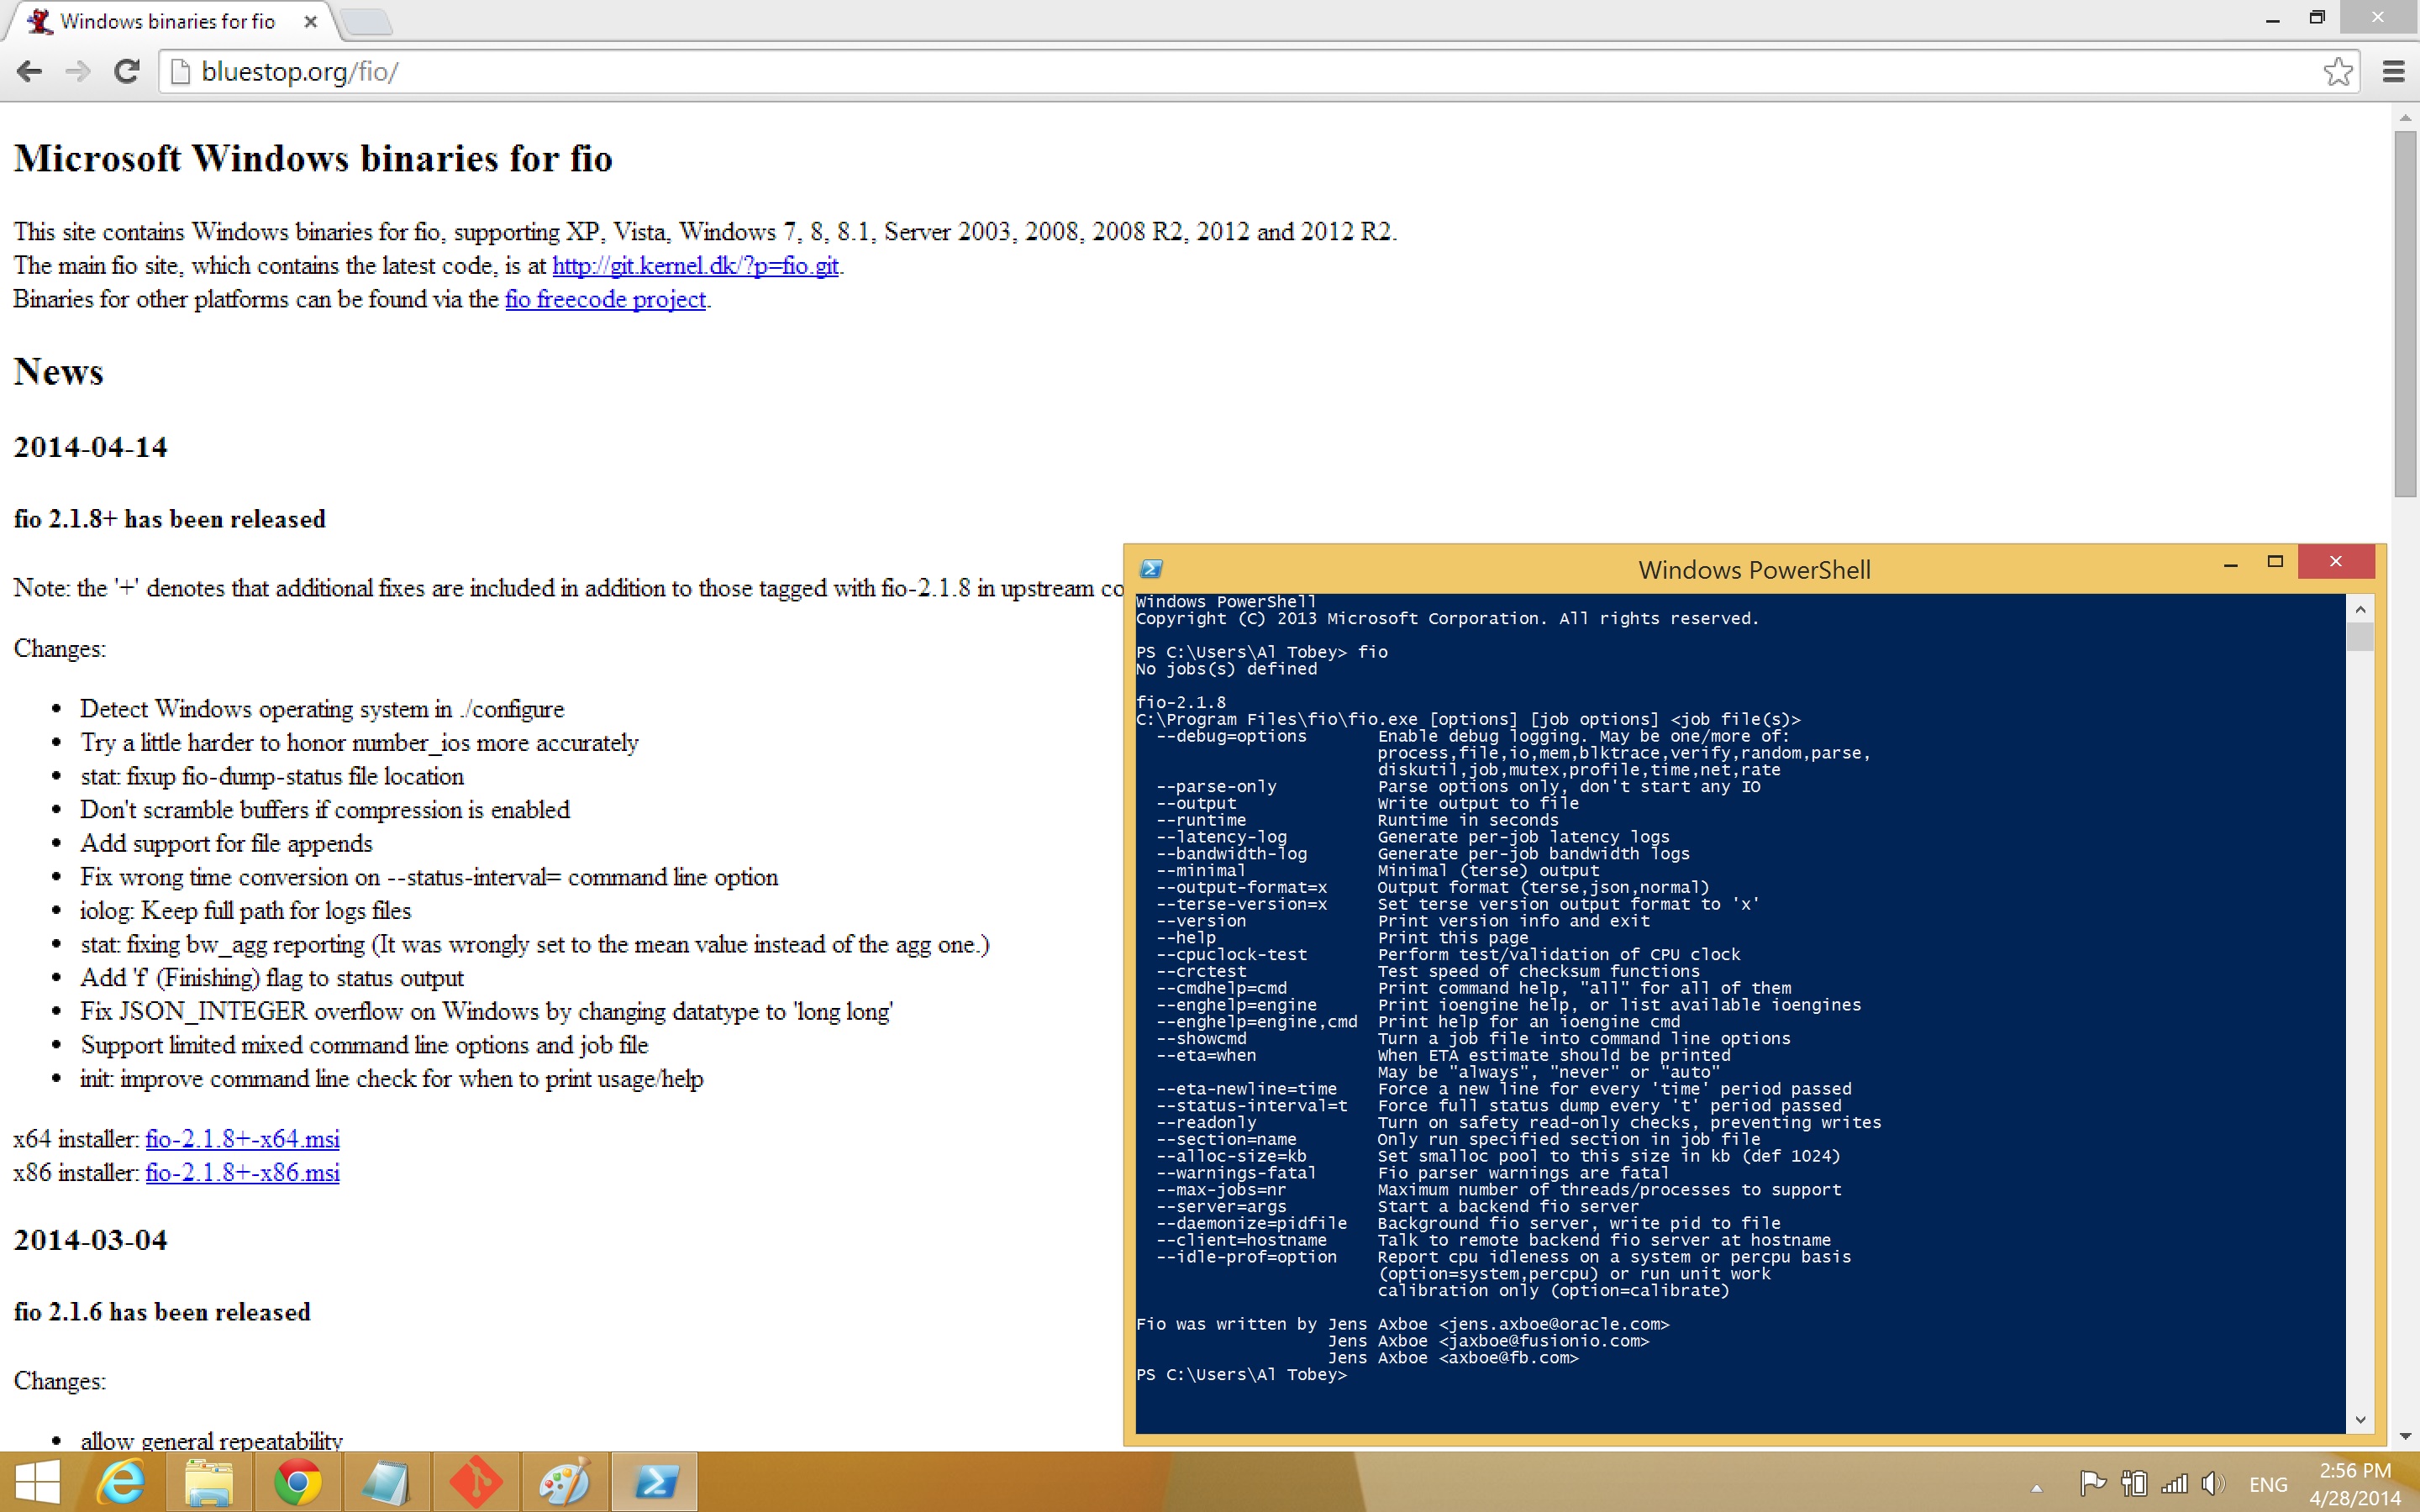 Windows binaries for fio
bluestop.org/fio/
Microsoft Windows binaries for fio
This site contains Windows binaries for fio, supporting XP, Vista, Windows 7, 8, 8.1, Server 2003, 2008, 2008 R2, 2012 and 2012 R2.
The main fio site, which contains the latest code, is at http://git.kernel.dk/?p=fio.git.
Binaries for other platforms can be found via the fio freecode project.
News
2014-04-14
fio 2.1.8+ has been released
Note: the '+' denotes that additional fixes are included in addition to those tagged with fio-2.1.8 in upstream co
Changes:
Detect Windows operating system in ./configure
Try a little harder to honor number_ios more accurately
stat: fixup fio-dump-status file location
Don't scramble buffers if compression is enabled
Add support for file appends
Fix wrong time conversion on --status-interval= command line option
iolog: Keep full path for logs files
stat: fixing bw_agg reporting (It was wrongly set to the mean value instead of the agg one.)
Add 'f' (Finishing) flag to status output
Fix JSON_INTEGER overflow on Windows by changing datatype to 'long long'
Support limited mixed command line options and job file
init: improve command line check for when to print usage/help
x64 installer: fio-2.1.8+-x64.msi
x86 installer: fio-2.1.8+-x86.msi
2014-03-04
fio 2.1.6 has been released
Changes:
allow general repeatability
Windows PowerShell
Windows PowerShell
Copyright (C) 2013 Microsoft Corporation. All rights reserved.
PS C:\Users\Al Tobey> fio
No jobs(s) defined
fio-2.1.8
C:\Program Files\fio\fio.exe [options] [job options] <job file(s)>
--debug=options Enable debug logging. May be one/more of:
process,file,io,mem,blktrace,verify,random,parse,
diskutil,job,mutex,profile,time,net,rate
--parse-only Parse options only, don't start any IO
--output Write output to file
--runtime Runtime in seconds
--latency-log Generate per-job latency logs
--bandwidth-log Generate per-job bandwidth logs
--minimal Minimal (terse) output
--output-format=x Output format (terse,json,normal)
--terse-version=x Set terse version output format to 'x'
--version Print version info and exit
--help Print this page
--cpuclock-test Perform test/validation of CPU clock
--crctest Test speed of checksum functions
--cmdhelp=cmd Print command help, "all" for all of them
--enghelp=engine Print ioengine help, or list available ioengines
--enghelp=engine,cmd Print help for an ioengine cmd
--showcmd Turn a job file into command line options
--eta=when When ETA estimate should be printed
May be "always", "never" or "auto"
--eta-newline=time Force a new line for every 'time' period passed
--status-interval=t Force full status dump every 't' period passed
--readonly Turn on safety read-only checks, preventing writes
--section=name Only run specified section in job file
--alloc-size=kb Set smalloc pool to this size in kb (def 1024)
--warnings-fatal Fio parser warnings are fatal
--max-jobs=nr Maximum number of threads/processes to support
--server=args Start a backend fio server
--daemonize=pidfile Background fio server, write pid to file
--client=hostname Talk to remote backend fio server at hostname
--idle-prof=option Report cpu idleness on a system or percpu basis
(option=system,percpu) or run unit work
calibration only (option=calibrate)
Fio was written by Jens Axboe <jens.axboe@oracle.com>
Jens Axboe <jaxboe@fusionio.com>
Jens Axboe <axboe@fb.com>
PS C:\Users\Al Tobey>
ENG
2:56 PM
4/28/2014